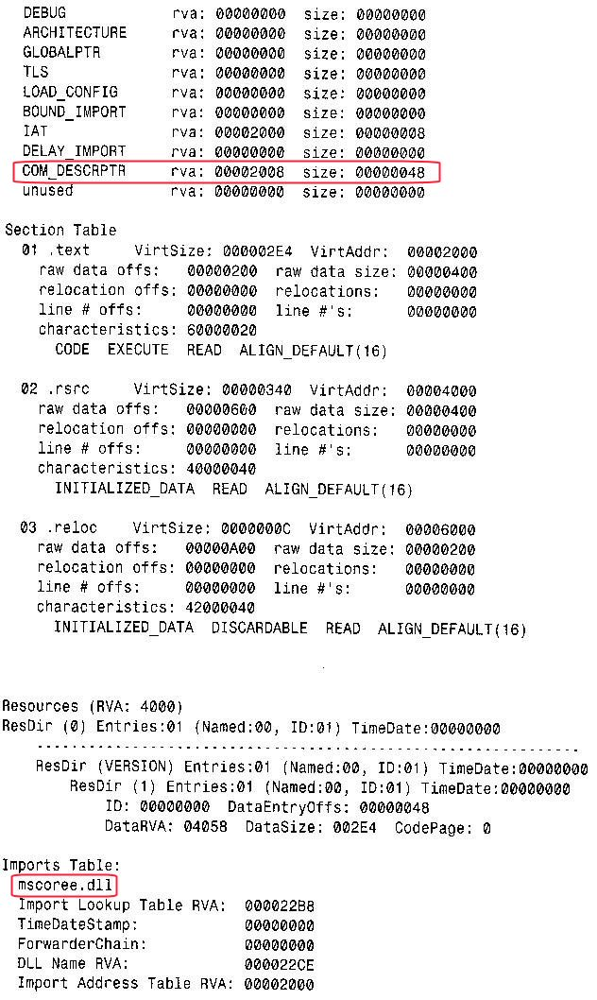 DEBUG rva: 00000000 size: 00000000
ARCHITECTURE rva: 00000000 size: 00000000
GLOBALPTR rva: 00000000 size: 00000000
TLS rva: 00000000 size: 00000000
LOAD_CONFIG rva: 00000000 size: 00000000
BOUND_IMPORT rva: 00000000 size: 00000000
IAT rva: 00002000 size: 00000008
DELAY_IMPORT rva: 00000000 size: 00000000
COM_DESCRPTR rva: 00002008 size: 00000048
unused rva: 00000000 size: 00000000
Section Table
01 .text VirtSize: 000002E4 VirtAddr: 00002000
raw data offs: 00000200 raw data size: 00000400
relocation offs: 00000000 relocations: 00000000
line # offs: 00000000 line #'s: 00000000
characteristics: 60000020
CODE EXECUTE READ ALIGN_DEFAULT(16)
02 .rsrc VirtSize: 00000340 VirtAddr: 00004000
raw data offs: 00000600 raw data size: 00000400
relocation offs: 00000000 relocations: 00000000
line # offs: 00000000 line #'s: 00000000
characteristics: 40000040
INITIALIZED_DATA READ ALIGN_DEFAULT(16)
03 .reloc VirtSize: 0000000C VirtAddr: 00006000
raw data offs: 00000A00 raw data size: 00000200
relocation offs: 00000000 relocations: 00000000
line # offs: 00000000 line #'s: 00000000
characteristics: 42000040
INITIALIZED_DATA DISCARDABLE READ ALIGN_DEFAULT(16)
Resources (RVA: 4000)
ResDir (0) Entries:01 (Named:00, ID:01) TimeDate:00000000
---------------------------------------------------------------
ResDir (VERSION) Entries:01 (Named:00, ID:01) TimeDate:00000000
ResDir (1) Entries:01 (Named:00, ID:01) TimeDate:00000000
ID: 00000000 DataEntryOffs: 00000048
DataRVA: 04058 DataSize: 002E4 CodePage: 0
Imports Table:
mscoree.dll
Import Lookup Table RVA: 000022B8
TimeDateStamp: 00000000
ForwarderChain: 00000000
DLL Name RVA: 000022CE
Import Address Table RVA: 00002000